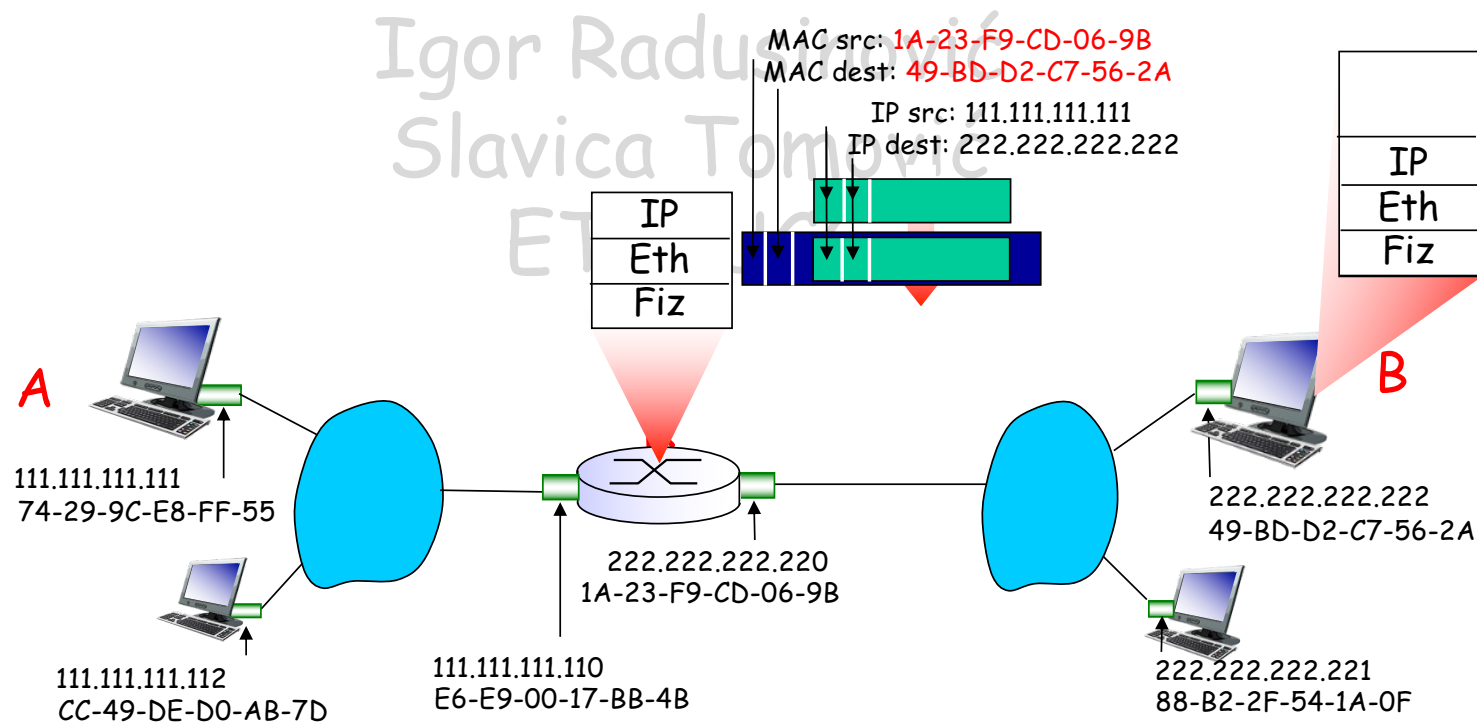 Igor Radusinović
Slavica Tomović
MAC src: 1A-23-F9-CD-06-9B
MAC dest: 49-BD-D2-C7-56-2A
IP src: 111.111.111.111
IP dest: 222.222.222.222
IP
Eth
Fiz
IP
Eth
Fiz
A
B
111.111.111.111
74-29-9C-E8-FF-55
222.222.222.222
49-BD-D2-C7-56-2A
222.222.222.220
1A-23-F9-CD-06-9B
111.111.111.112
CC-49-DE-D0-AB-7D
111.111.111.110
E6-E9-00-17-BB-4B
222.222.222.221
88-B2-2F-54-1A-0F